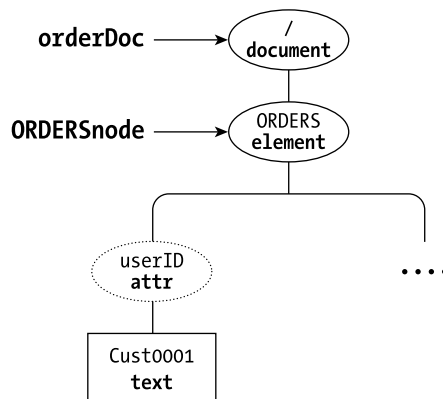 orderDoc
/
document
ORDERSnode
ORDERS
element
userID
attr
....
Cust0001
text